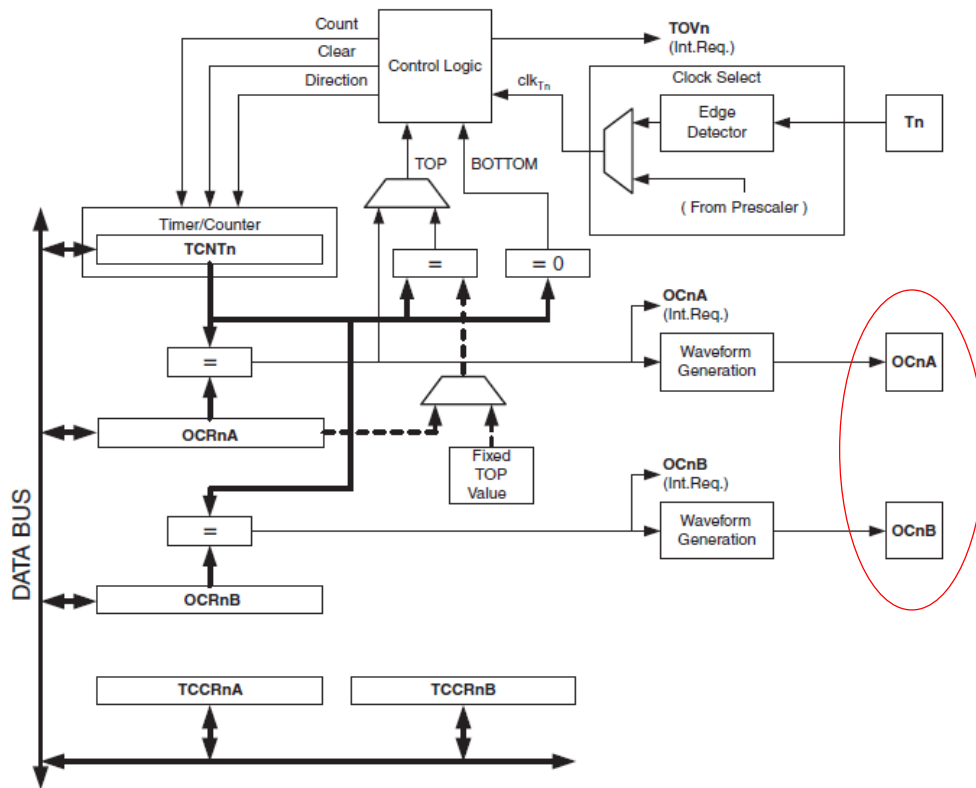 Count
Clear
Direction
Control Logic
TOVn
(Int.Req.)
clkTn
Clock Select
Edge
Detector
Tn
( From Prescaler )
TOP
BOTTOM
Timer/Counter
TCNTn
=
= 0
OCnA
(Int.Req.)
=
Waveform
Generation
OCnA
OCRnA
Fixed
TOP
Value
OCnB
(Int.Req.)
=
Waveform
Generation
OCnB
OCRnB
DATA BUS
TCCRnA
TCCRnB